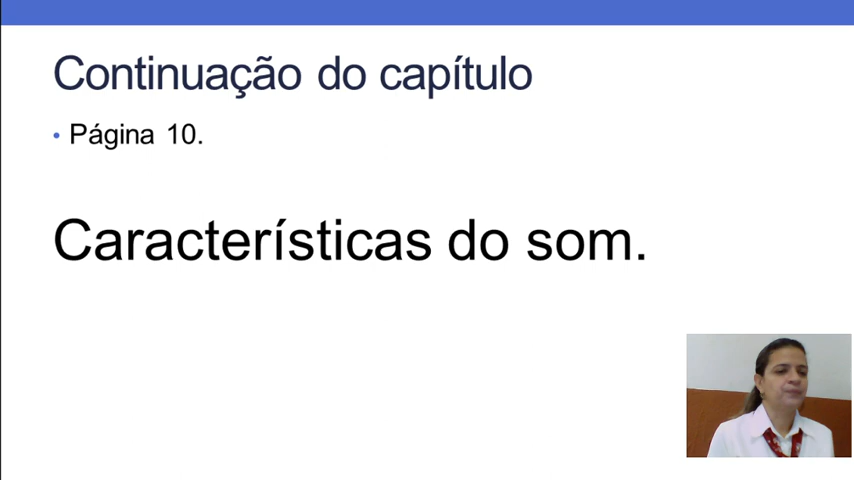 Continuação do capítulo
• Página 10.
Características do som.